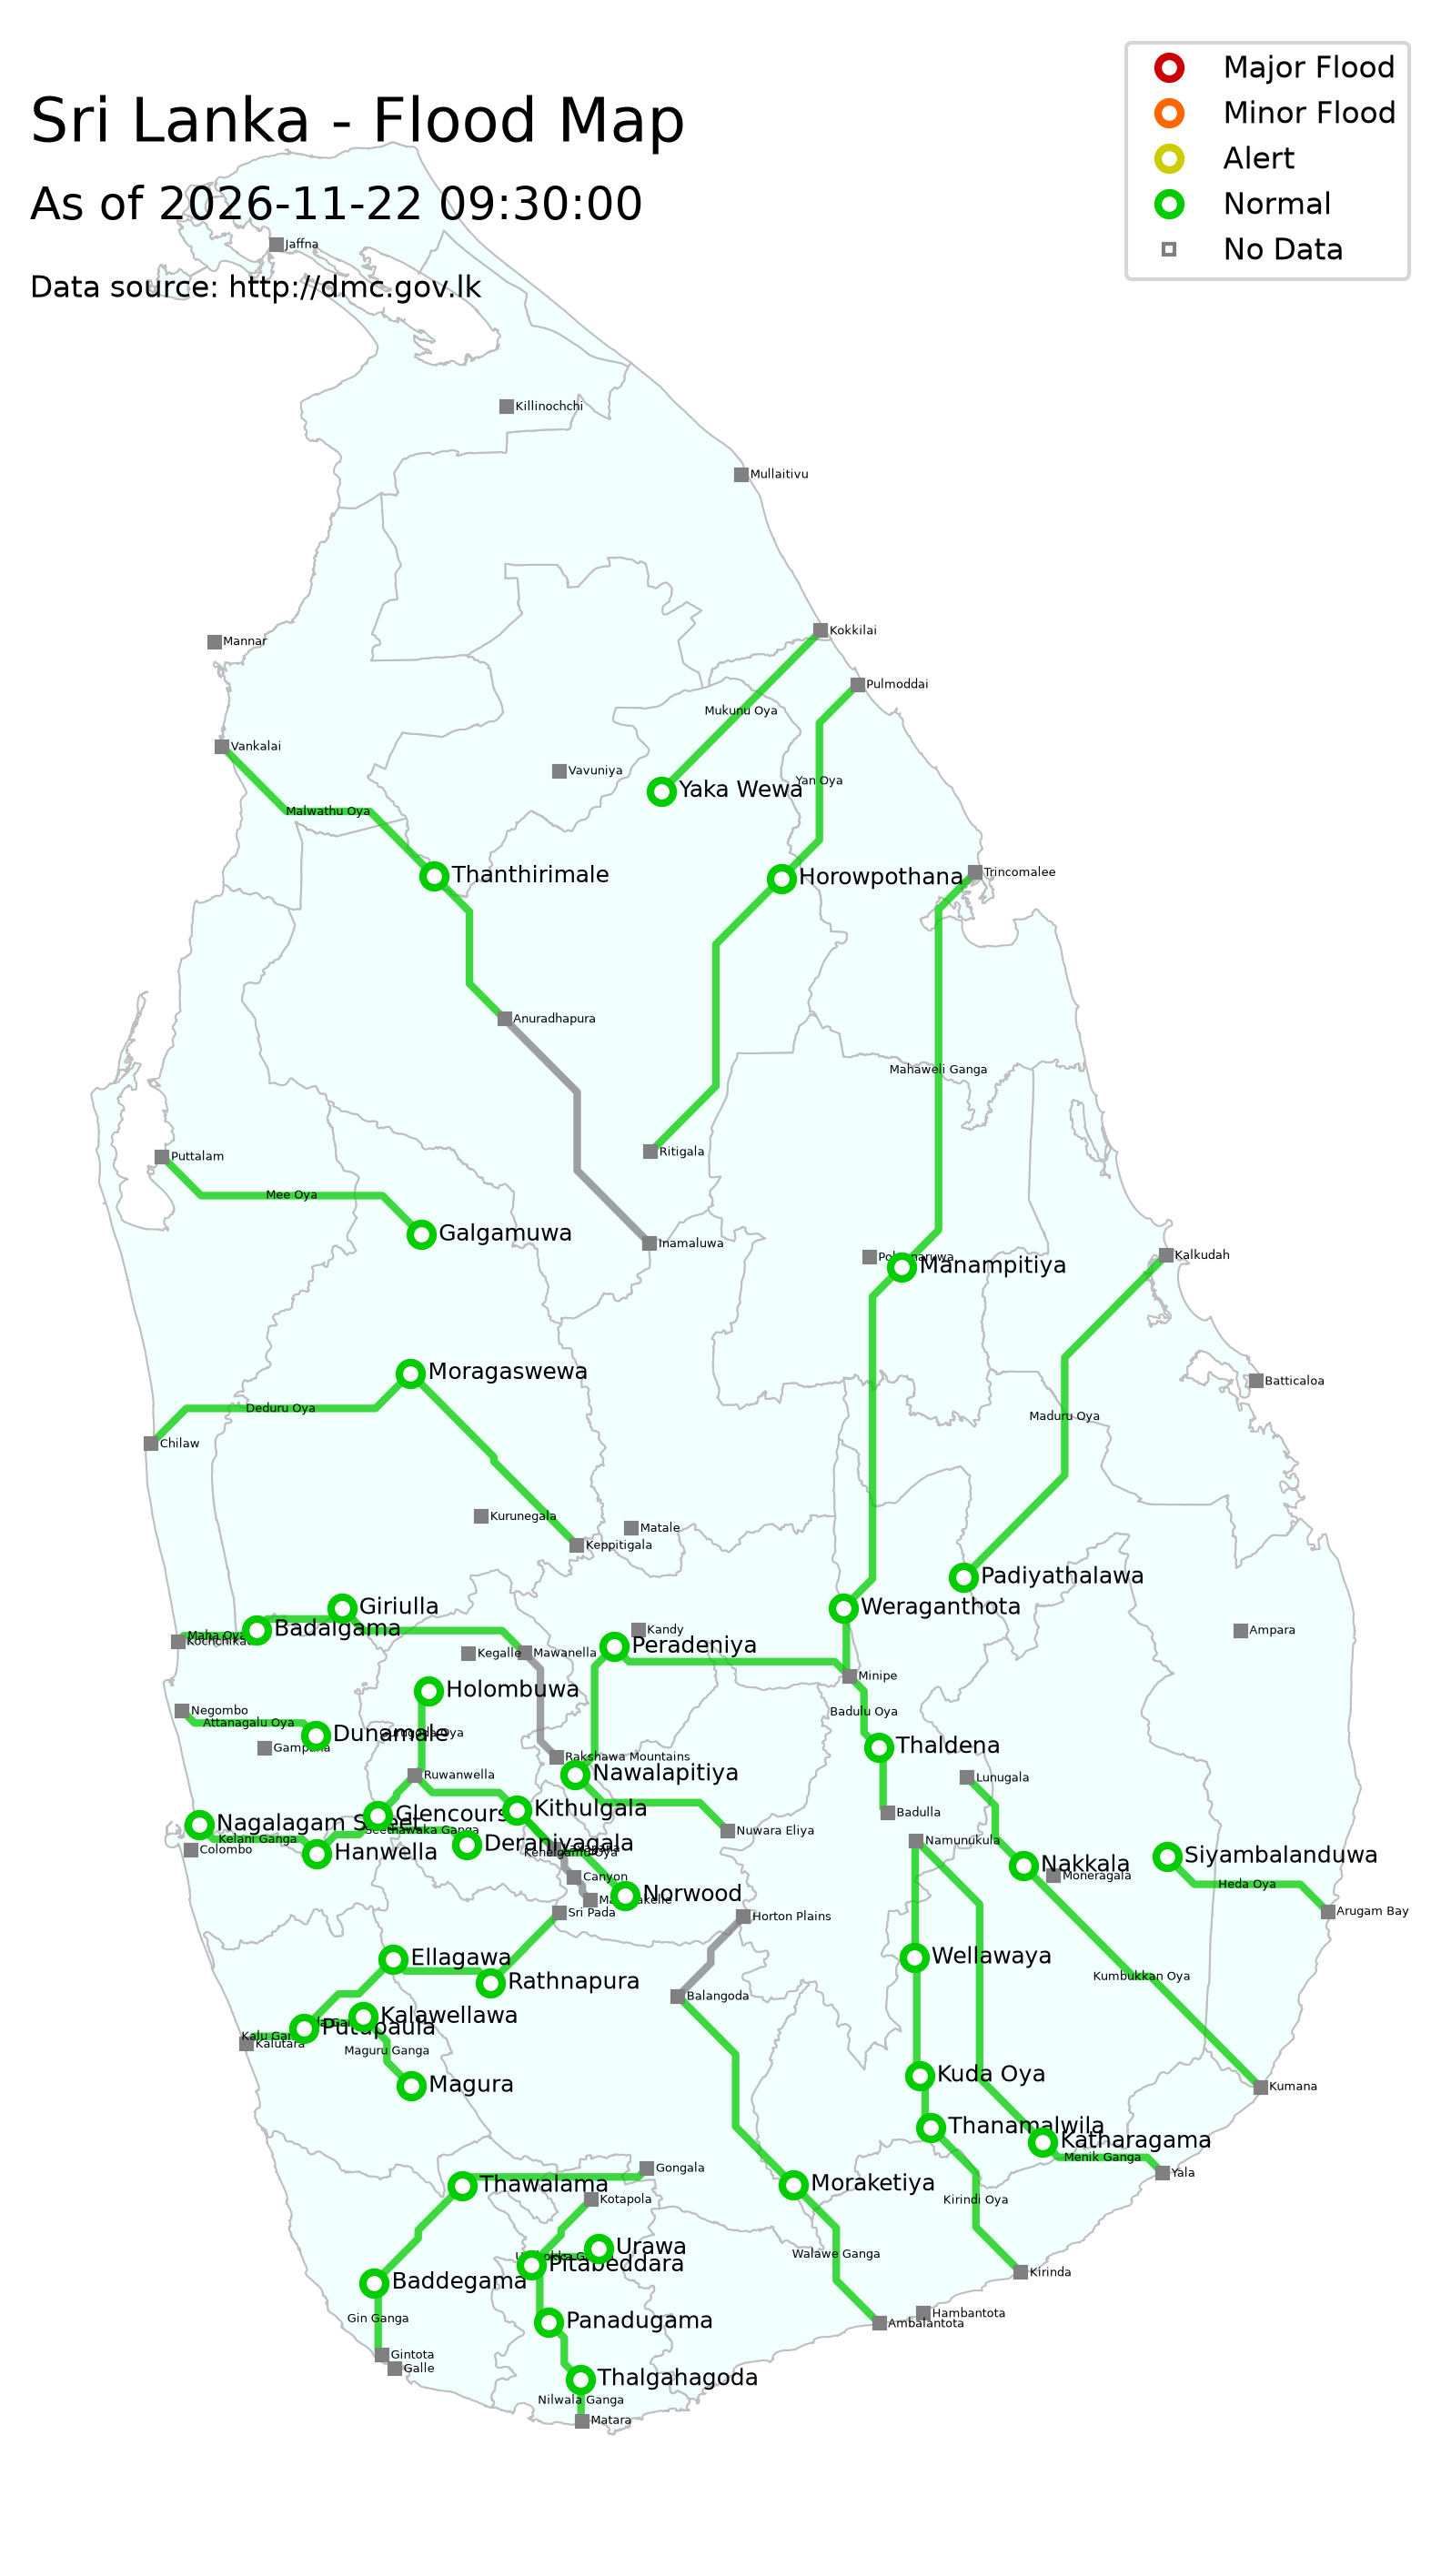 Major Flood
Minor Flood
Alert
Normal
No Data
Sri Lanka - Flood Map
As of 2026-11-22 09:30:00
Data source: http://dmc.gov.lk
Jaffna
Killinochchi
Mullaitivu
Kokkilai
Mannar
Pulmoddai
Mukunu Oya
Vankalai
Vavuniya
Yan Oya
Yaka Wewa
Malwathu Oya
Thanthirimale
Horowpothana
Trincomalee
Anuradhapura
Mahaweli Ganga
Ritigala
Puttalam
Mee Oya
Galgamuwa
Inamaluwa
Kalkudah
Manampitiya
Moragaswewa
Batticaloa
Deduru Oya
Maduru Oya
Chilaw
Kurunegala
Matale
Keppitigala
Padiyathalawa
Giriulla
Weraganthota
Badalgama
Kandy
Ampara
Maha Oya
Peradeniya
Kegalle
Mawanella
Minipe
Holombuwa
Negombo
Badulu Oya
Attanagalu Oya
Dunamale
Thaldena
Rakshawa Mountains
Ruwanwella
Nawalapitiya
Lunugala
Kithulgala
Badulla
Glencourse
Nagalagam Street
Nuwara Eliya
Seethawaka Ganga
Kelani Ganga
Deraniyagala
Namunukula
Colombo
Hanwella
Siyambalanduwa
Nakkala
Moneragala
Canyon
Heda Oya
Norwood
Sri Pada
Arugam Bay
Horton Plains
Ellagawa
Wellawaya
Rathnapura
Kumbukkan Oya
Balangoda
Kalawellawa
Putupaula
Kalutara
Maguru Ganga
Kuda Oya
Magura
Kumana
Thanamalwila
Katharagama
Menik Ganga
Gongala
Yala
Thawalama
Moraketiya
Kotapola
Kirindi Oya
Urawa
Walawe Ganga
Pitabeddara
Kirinda
Baddegama
Hambantota
Gin Ganga
Panadugama
Ambalantota
Gintota
Galle
Thalgahagoda
Nilwala Ganga
Matara